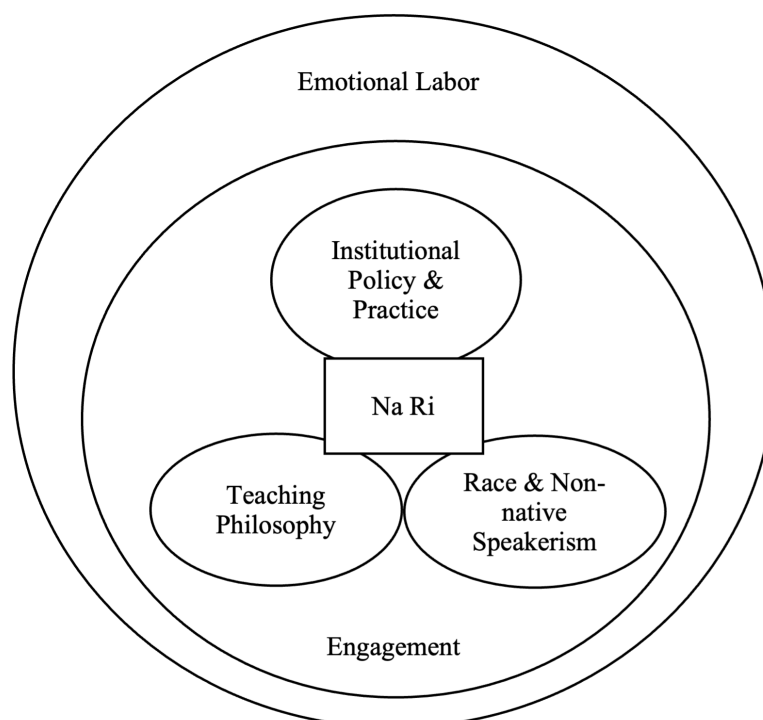 Emotional Labor
Institutional
Policy &
Practice
Na Ri
Teaching
Philosophy
Race & Non-
native
Speakerism
Engagement